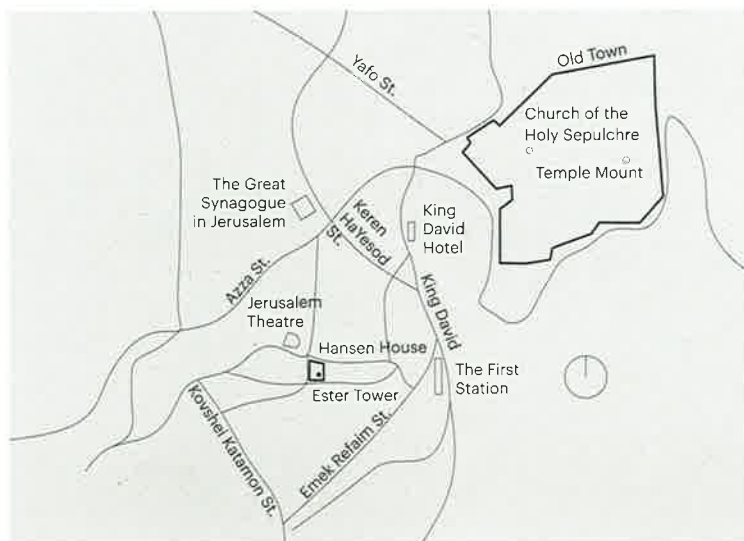 Old Town
Yafo St.
Church of the
Holy Sepulchre
Temple Mount
The Great
Synagogue
in Jerusalem
Keren
HaYesod
St.
King
David
Hotel
Azza St.
King David
Jerusalem
Theatre
Hansen House
The First
Station
Ester Tower
Kovshei Katamon St.
Emek Refaim St.